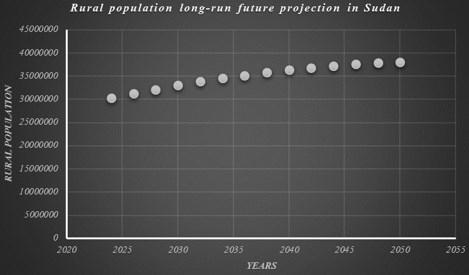 Rural population long-run future projection in Sudan
45000000
40000000
35000000
30000000
25000000
20000000
15000000
10000000
5000000
0
RURAL POPULATION
2020 2025 2030 2035 2040 2045 2050 2055
YEARS